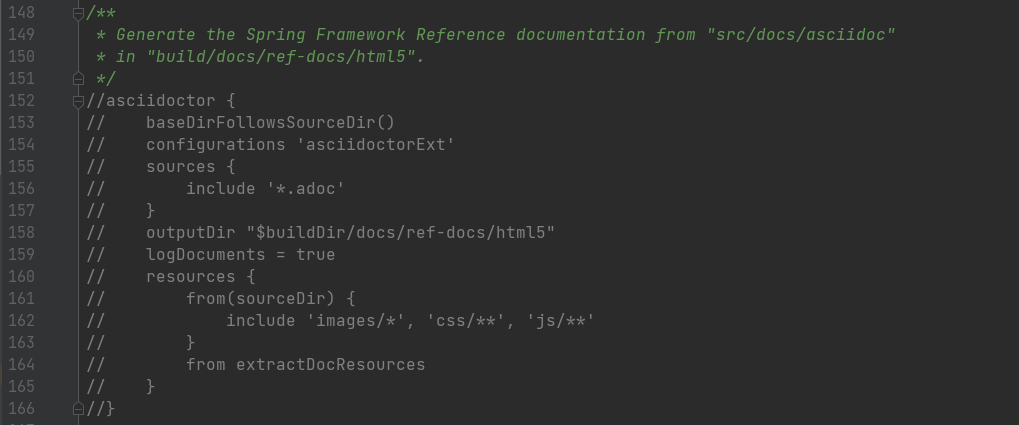 148 /**
149  * Generate the Spring Framework Reference documentation from "src/docs/asciidoc"
150  * in "build/docs/ref-docs/html5".
151  */
152 //asciidoctor {
153 //    baseDirFollowsSourceDir()
154 //    configurations 'asciidoctorExt'
155 //    sources {
156 //        include '*.adoc'
157 //    }
158 //    outputDir "$buildDir/docs/ref-docs/html5"
159 //    logDocuments = true
160 //    resources {
161 //        from(sourceDir) {
162 //            include 'images/*', 'css/**', 'js/**'
163 //        }
164 //        from extractDocResources
165 //    }
166 //}